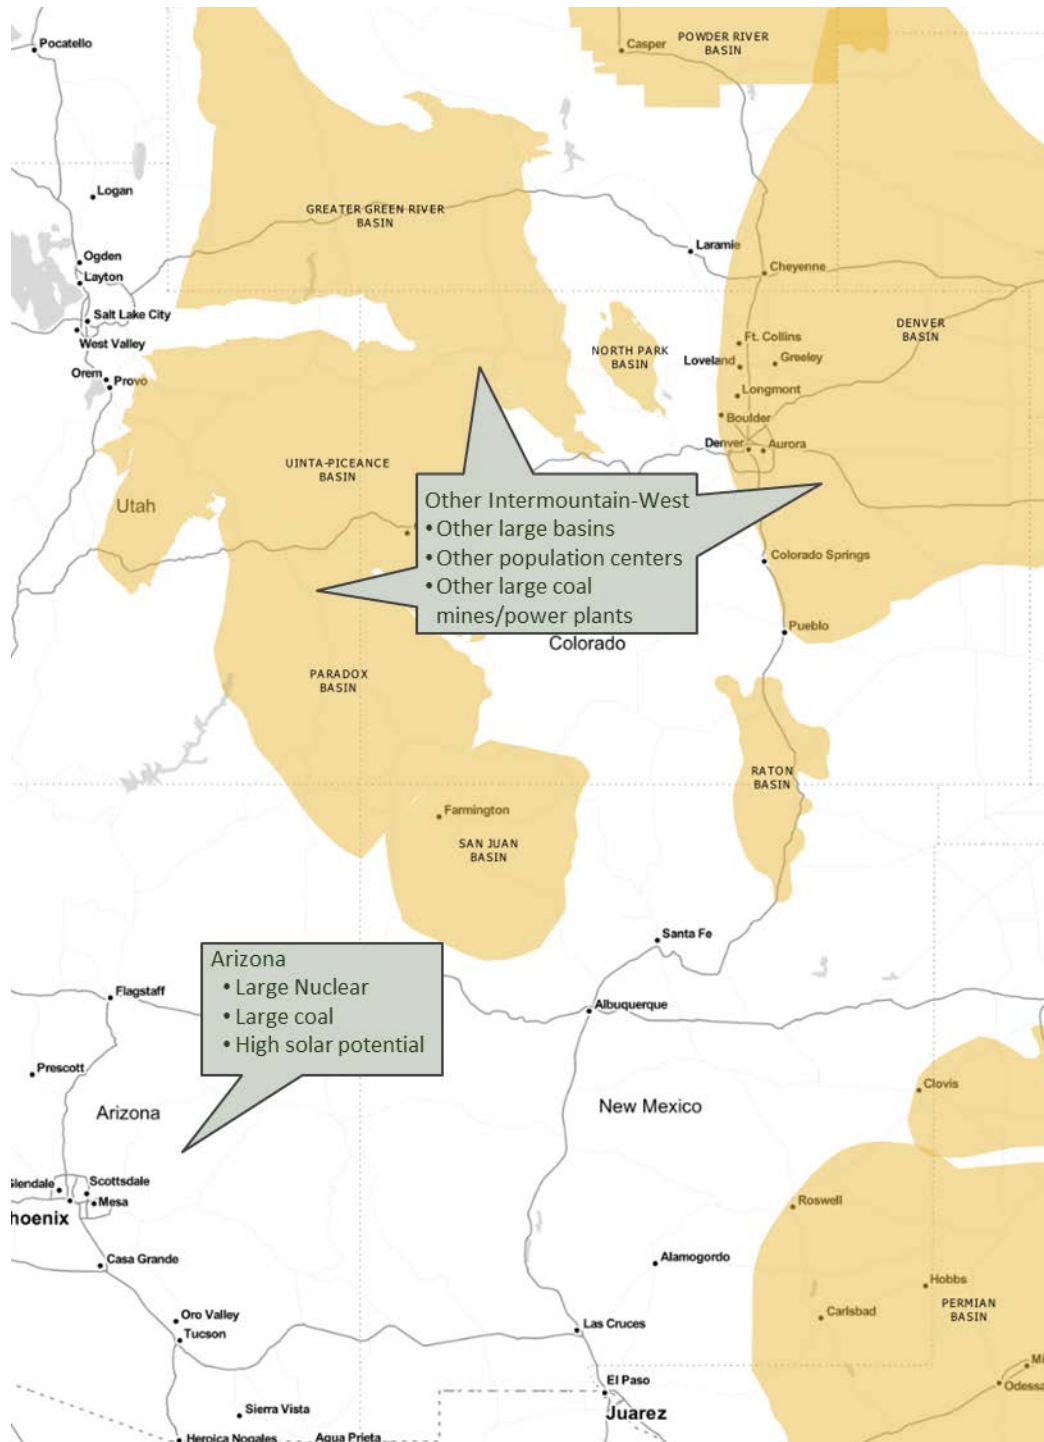 Pocatello
Casper
POWDER RIVER
BASIN
Logan
GREATER GREEN RIVER
BASIN
Laramie
Ogden
Layton
Cheyenne
Salt Lake City
West Valley
DENVER
BASIN
Ft. Collins
NORTH PARK
BASIN
Loveland
Greeley
Orem
Provo
Longmont
Boulder
Denver
Aurora
UINTA-PICEANCE
BASIN
Utah
Other Intermountain-West
• Other large basins
• Other population centers
• Other large coal
mines/power plants
Colorado Springs
Pueblo
Colorado
PARADOX
BASIN
RATON
BASIN
Farmington
SAN JUAN
BASIN
Santa Fe
Arizona
• Large Nuclear
• Large coal
• High solar potential
Flagstaff
Albuquerque
Prescott
Clovis
Arizona
New Mexico
Glendale
Scottsdale
Mesa
hoenix
Roswell
Casa Grande
Alamogordo
Hobbs
PERMIAN
BASIN
Carlsbad
Oro Valley
Tucson
Las Cruces
El Paso
Odessa
Juarez
Sierra Vista
Heroica Nogales
Agua Prieta